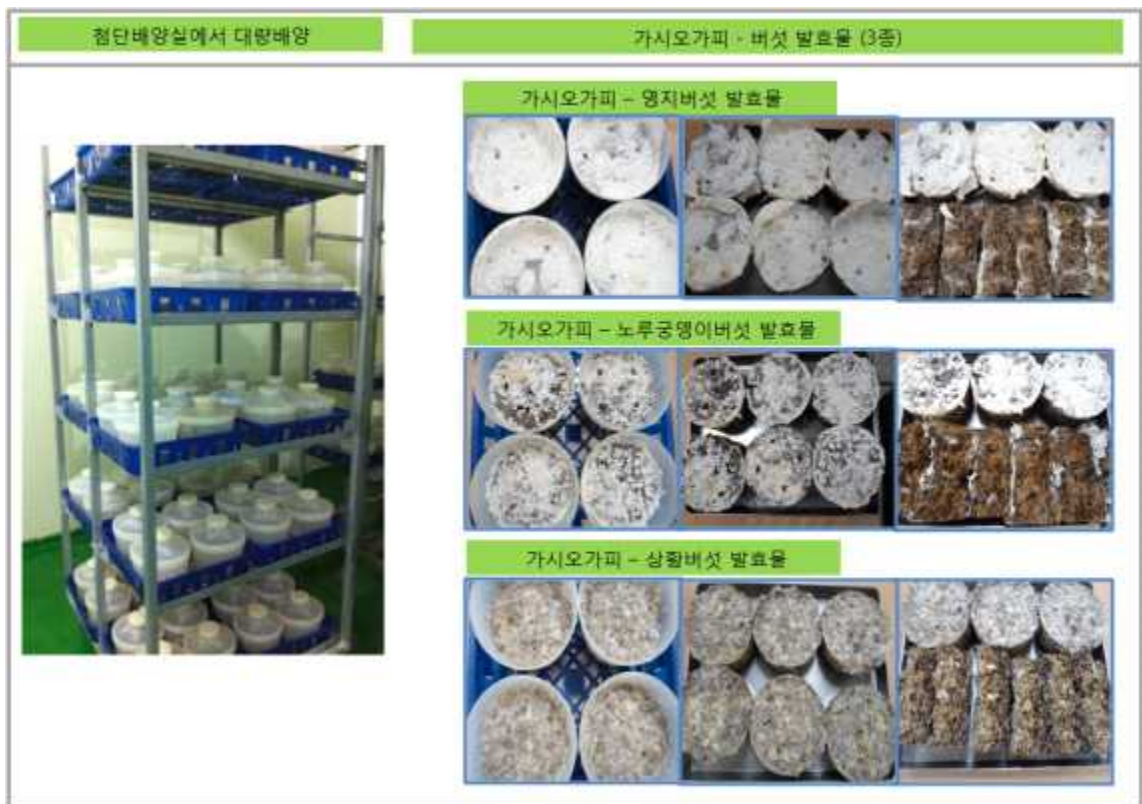 첨단배양실에서 대량배양
가시오가피 - 버섯 발효물 (3종)
가시오가피 – 영지버섯 발효물
가시오가피 – 노루궁뎅이버섯 발효물
가시오가피 – 상황버섯 발효물